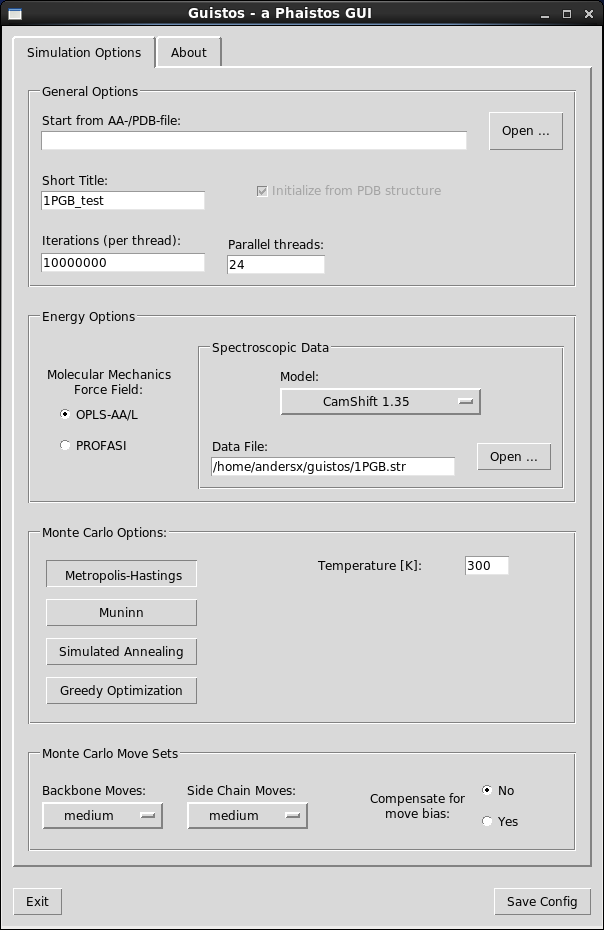 Guistos - a Phaistos GUI
Simulation Options
About
General Options
Start from AA-/PDB-file:
Open ...
Short Title:
1PGB_test
Initialize from PDB structure
Iterations (per thread):
Parallel threads:
10000000
24
Energy Options
Molecular Mechanics
Force Field:
OPLS-AA/L
PROFASI
Spectroscopic Data
Model:
CamShift 1.35
Data File:
/home/andersx/guistos/1PGB.str
Open ...
Monte Carlo Options:
Metropolis-Hastings
Muninn
Simulated Annealing
Greedy Optimization
Temperature [K]:
300
Monte Carlo Move Sets
Backbone Moves:
medium
Side Chain Moves:
medium
Compensate for
move bias:
No
Yes
Exit
Save Config